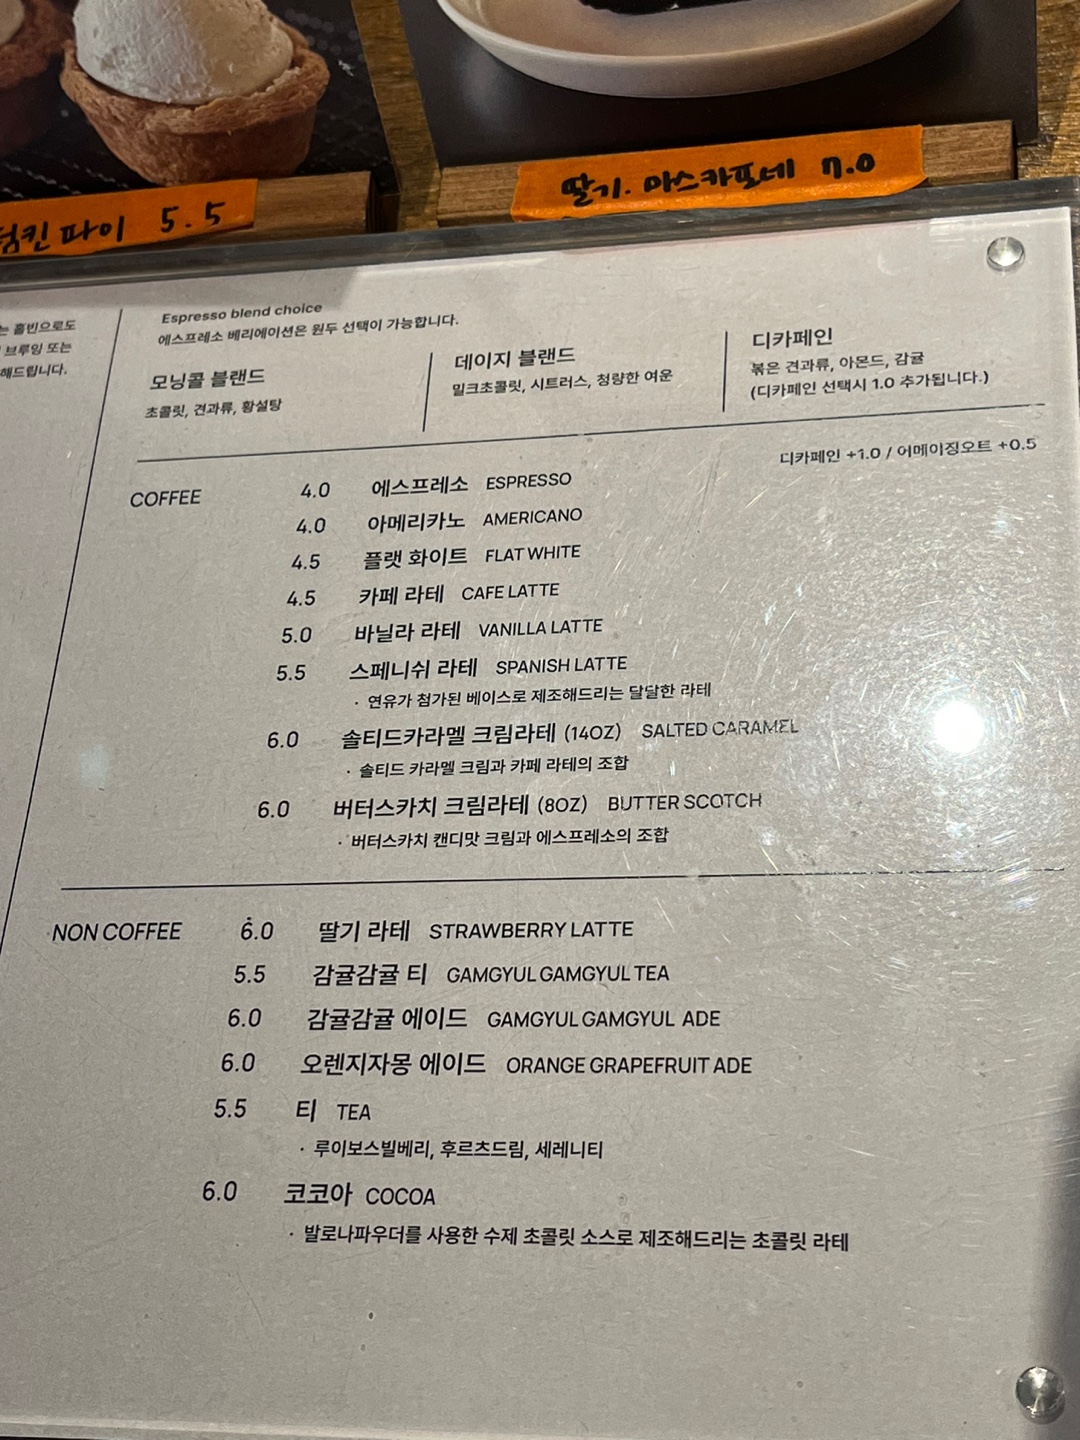 펌킨파이 5.5
딸기. 마스카포네 7.0
는 홀빈으로도
브루잉 또는
해드립니다.
Espresso blend choice
에스프레소 베리에이션은 원두 선택이 가능합니다.
모닝콜 블랜드
초콜릿, 견과류, 황설탕
데이지 블랜드
밀크초콜릿, 시트러스, 청량한 여운
디카페인
볶은 견과류, 아몬드, 감귤
(디카페인 선택시 1.0 추가됩니다.)
디카페인 +1.0 / 어메이징오트 +0.5
COFFEE 4.0 에스프레소 ESPRESSO
4.0 아메리카노 AMERICANO
4.5 플랫 화이트 FLAT WHITE
4.5 카페 라테 CAFE LATTE
5.0 바닐라 라테 VANILLA LATTE
5.5 스페니쉬 라테 SPANISH LATTE
· 연유가 첨가된 베이스로 제조해드리는 달달한 라테
6.0 솔티드카라멜 크림라테 (14OZ) SALTED CARAMEL
· 솔티드 카라멜 크림과 카페 라테의 조합
6.0 버터스카치 크림라테 (8OZ) BUTTER SCOTCH
· 버터스카치 캔디맛 크림과 에스프레소의 조합
NON COFFEE 6.0 딸기 라테 STRAWBERRY LATTE
5.5 감귤감귤 티 GAMGYUL GAMGYUL TEA
6.0 감귤감귤 에이드 GAMGYUL GAMGYUL ADE
6.0 오렌지자몽 에이드 ORANGE GRAPEFRUIT ADE
5.5 티 TEA
· 루이보스빌베리, 후르츠드림, 세레니티
6.0 코코아 COCOA
· 발로나파우더를 사용한 수제 초콜릿 소스로 제조해드리는 초콜릿 라테